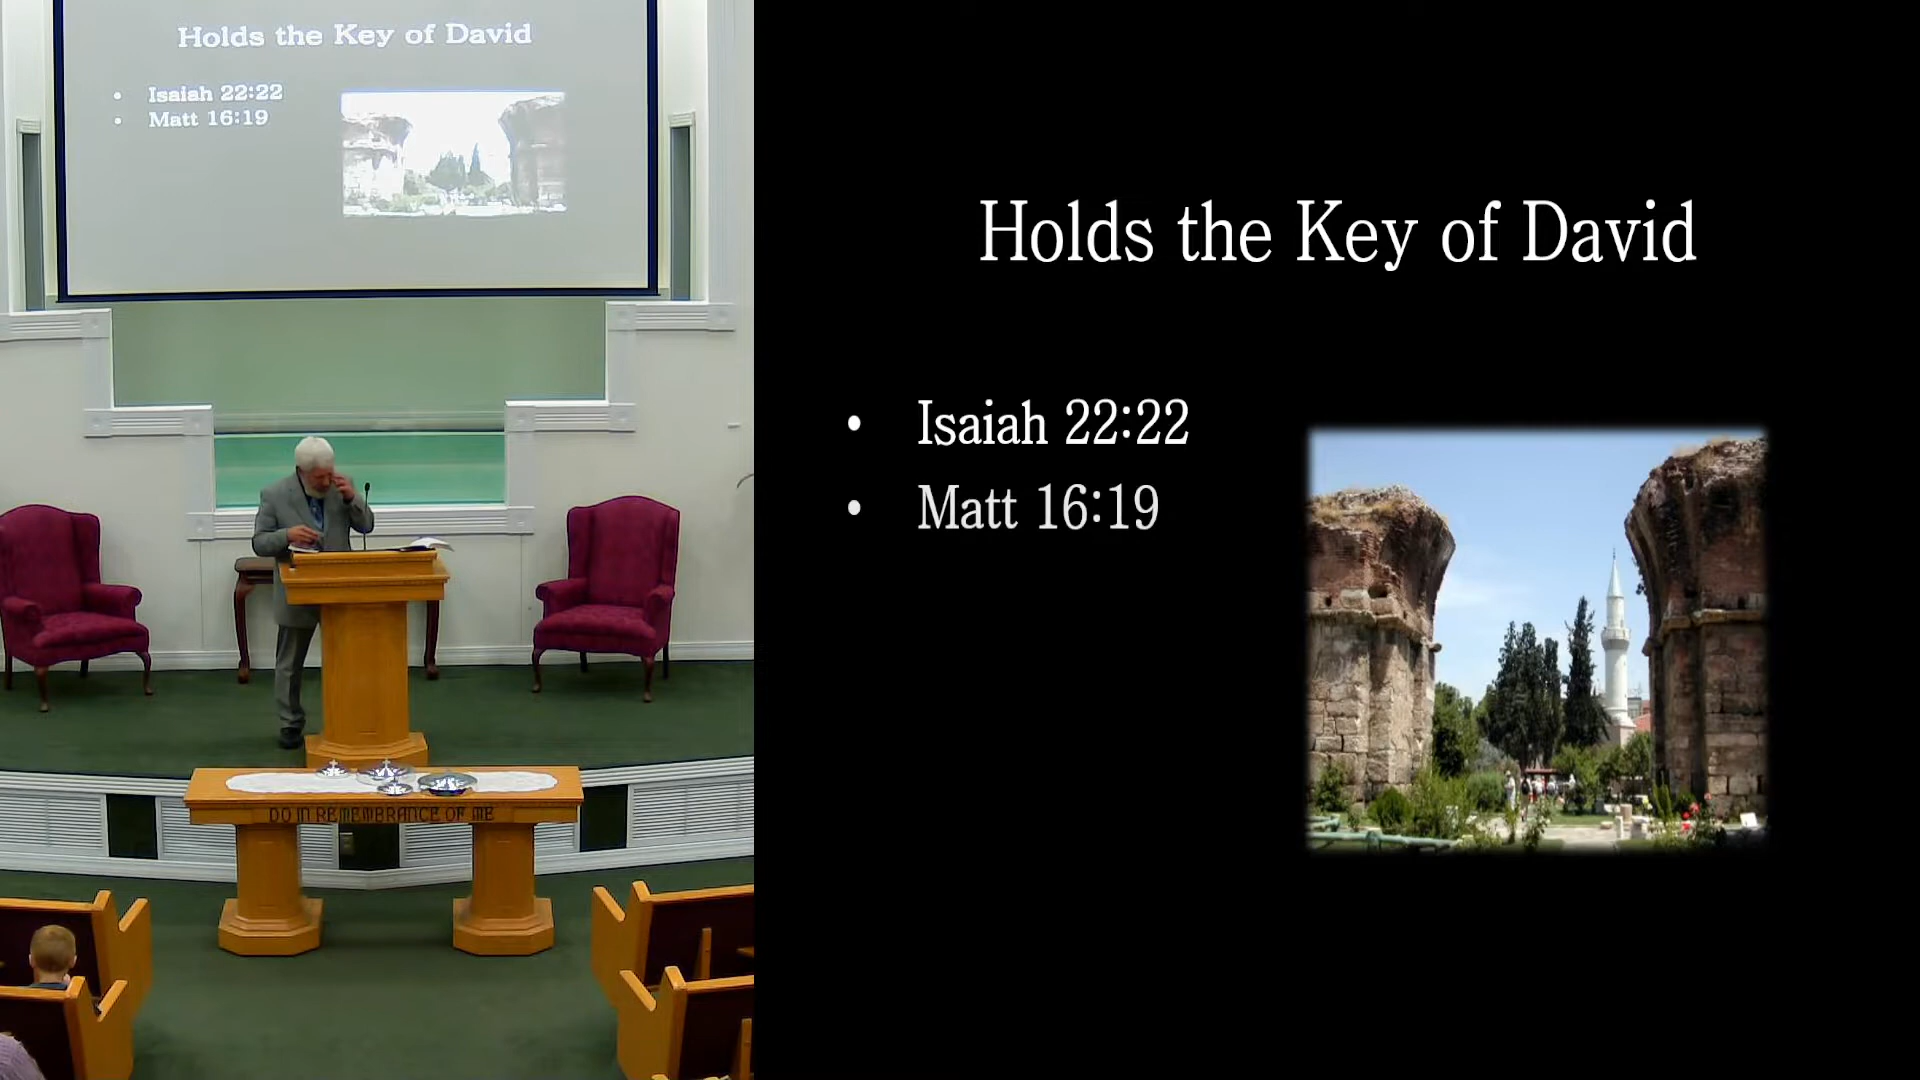 Holds the Key of David
• Isaiah 22:22
• Matt 16:19
DO IN REMEMBRANCE OF ME
Holds the Key of David
• Isaiah 22:22
• Matt 16:19